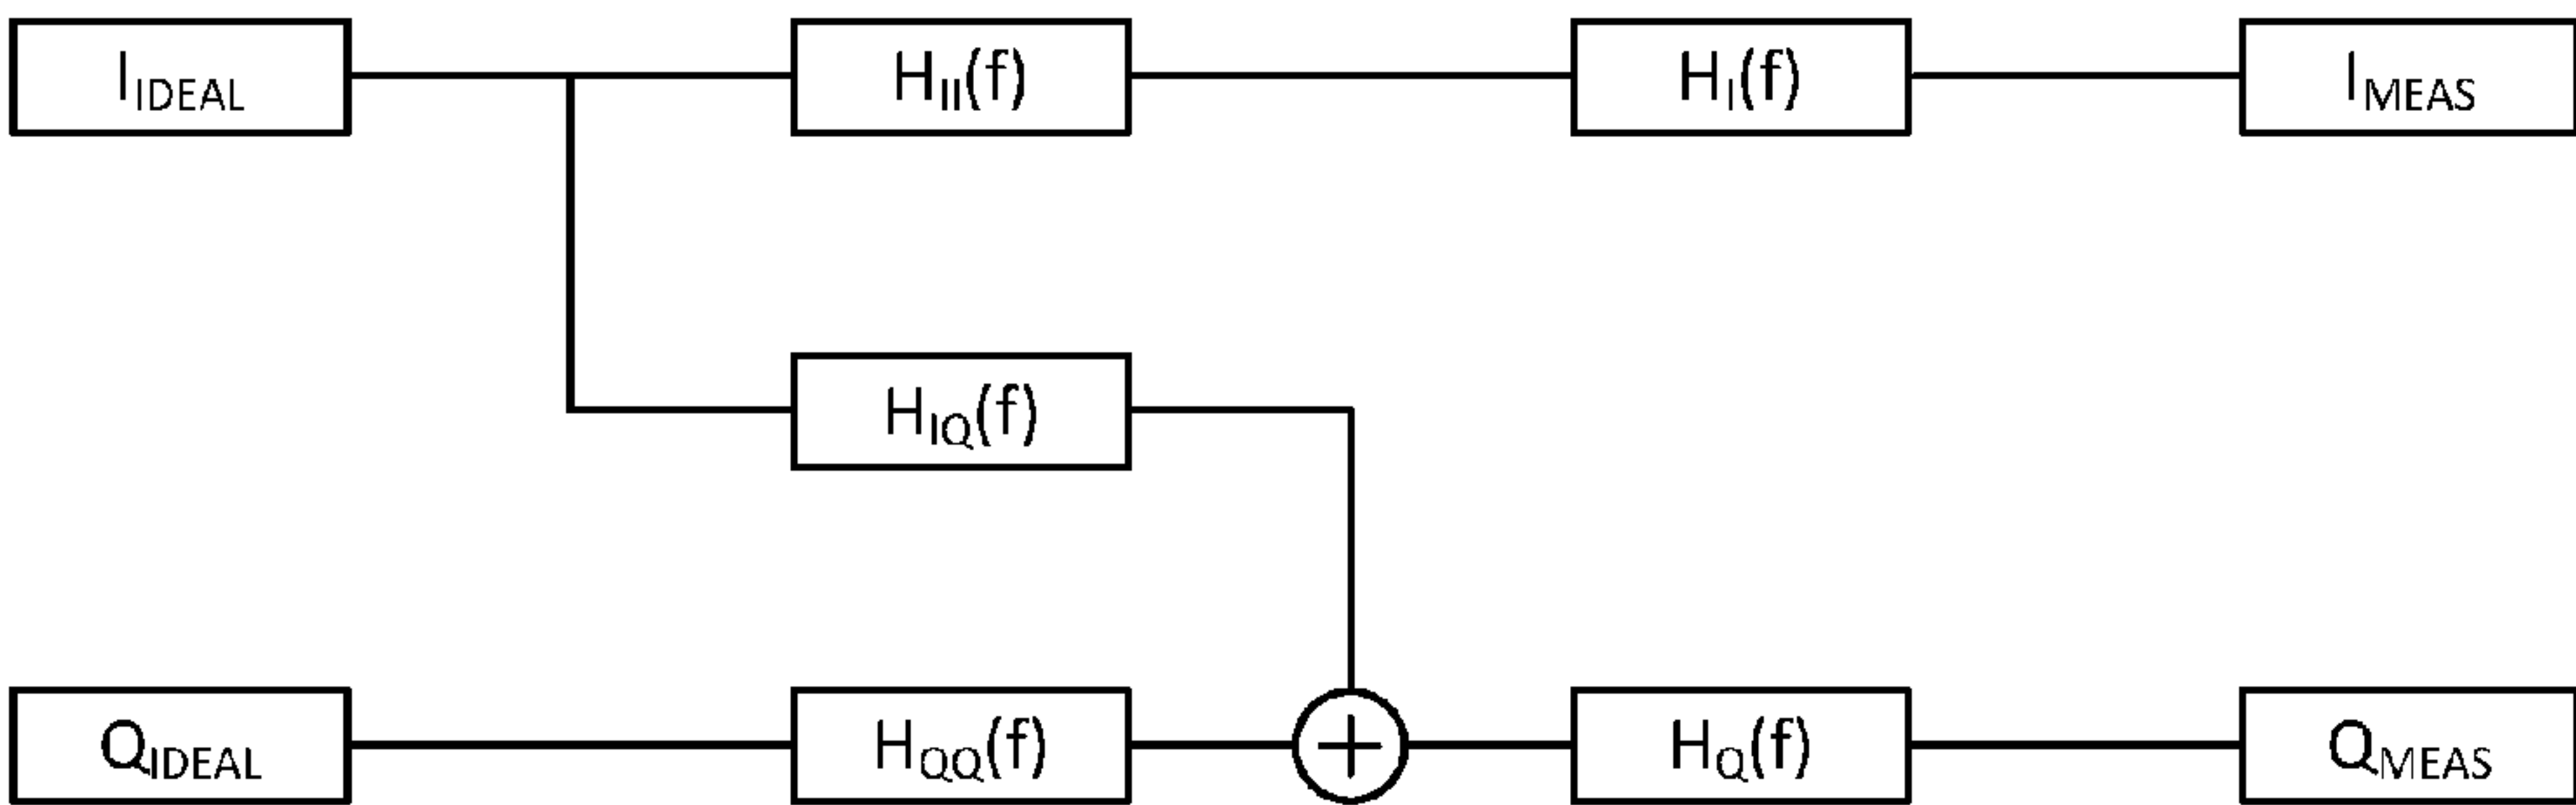 I_IDEAL H_II(f) H_I(f) I_MEAS
H_IQ(f)
Q_IDEAL H_QQ(f) + H_Q(f) Q_MEAS